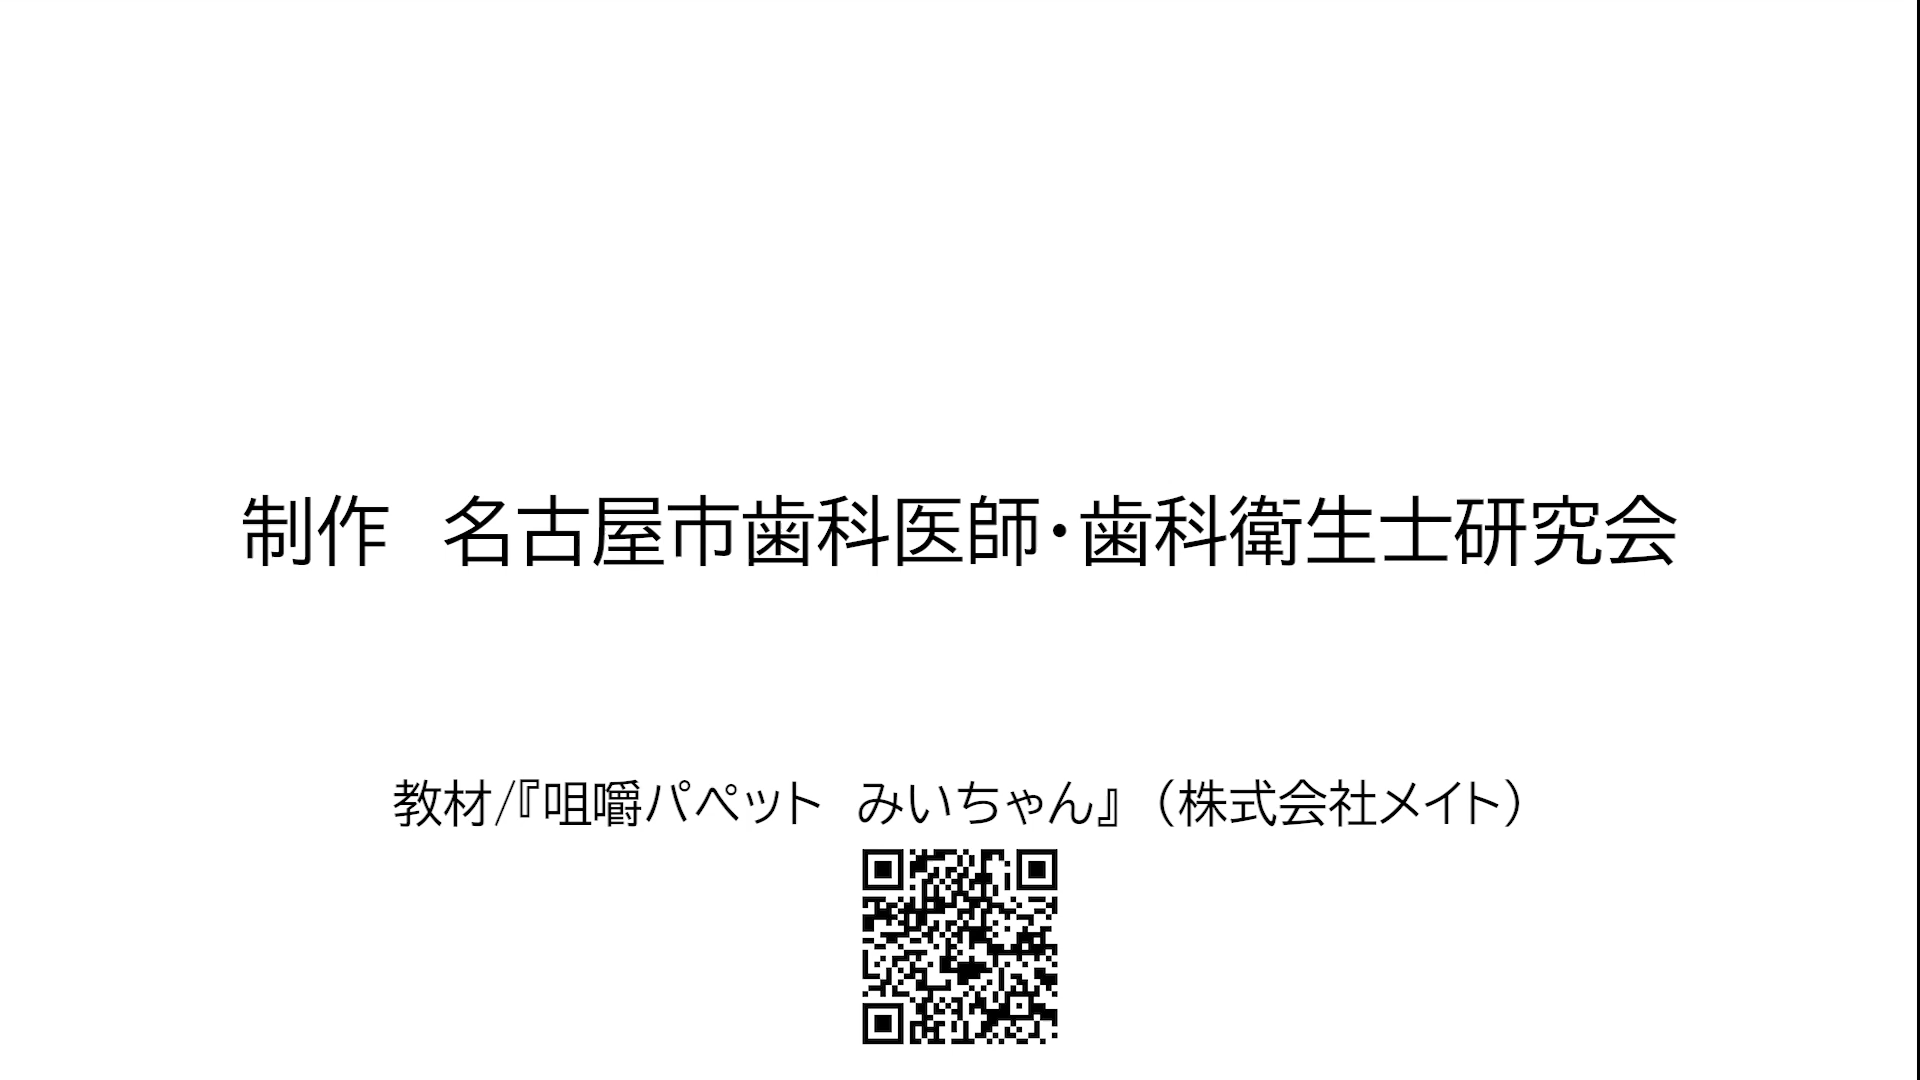 制作　名古屋市歯科医師・歯科衛生士研究会
教材/『咀嚼パペット　みいちゃん』（株式会社メイト）